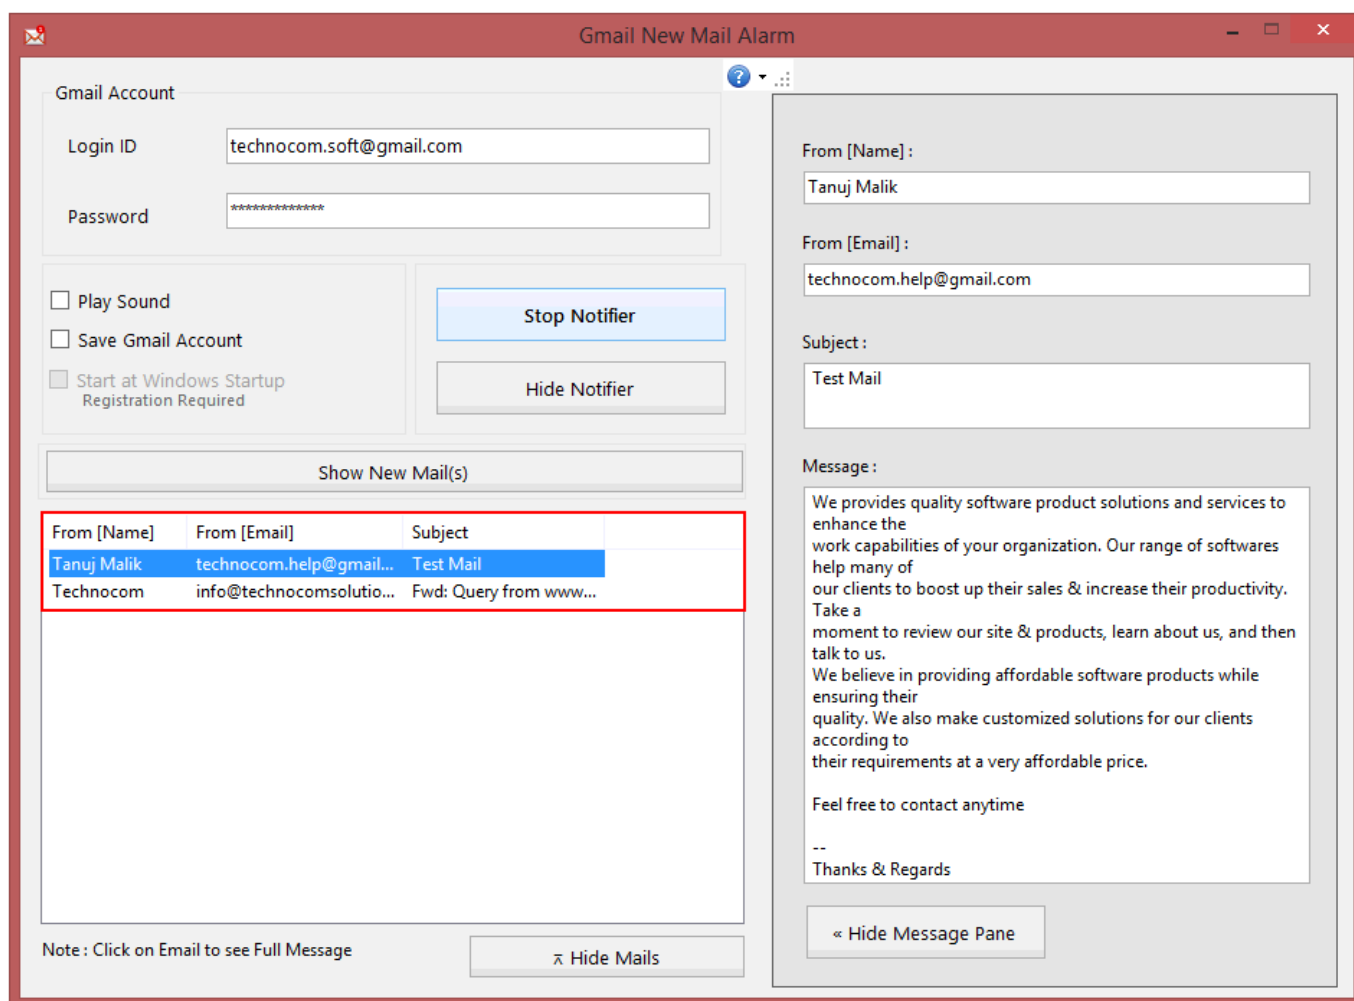 Gmail New Mail Alarm
Gmail Account
Login ID
technocom.soft@gmail.com
Password
*************
Play Sound
Save Gmail Account
Start at Windows Startup
Registration Required
Stop Notifier
Hide Notifier
Show New Mail(s)
From [Name] From [Email] Subject
Tanuj Malik technocom.help@gmail... Test Mail
Technocom info@technocomsolutio... Fwd: Query from www...
Note : Click on Email to see Full Message
⊼ Hide Mails
From [Name] :
Tanuj Malik
From [Email] :
technocom.help@gmail.com
Subject :
Test Mail
Message :
We provides quality software product solutions and services to
enhance the
work capabilities of your organization. Our range of softwares
help many of
our clients to boost up their sales & increase their productivity.
Take a
moment to review our site & products, learn about us, and then
talk to us.
We believe in providing affordable software products while
ensuring their
quality. We also make customized solutions for our clients
according to
their requirements at a very affordable price.
Feel free to contact anytime
--
Thanks & Regards
« Hide Message Pane